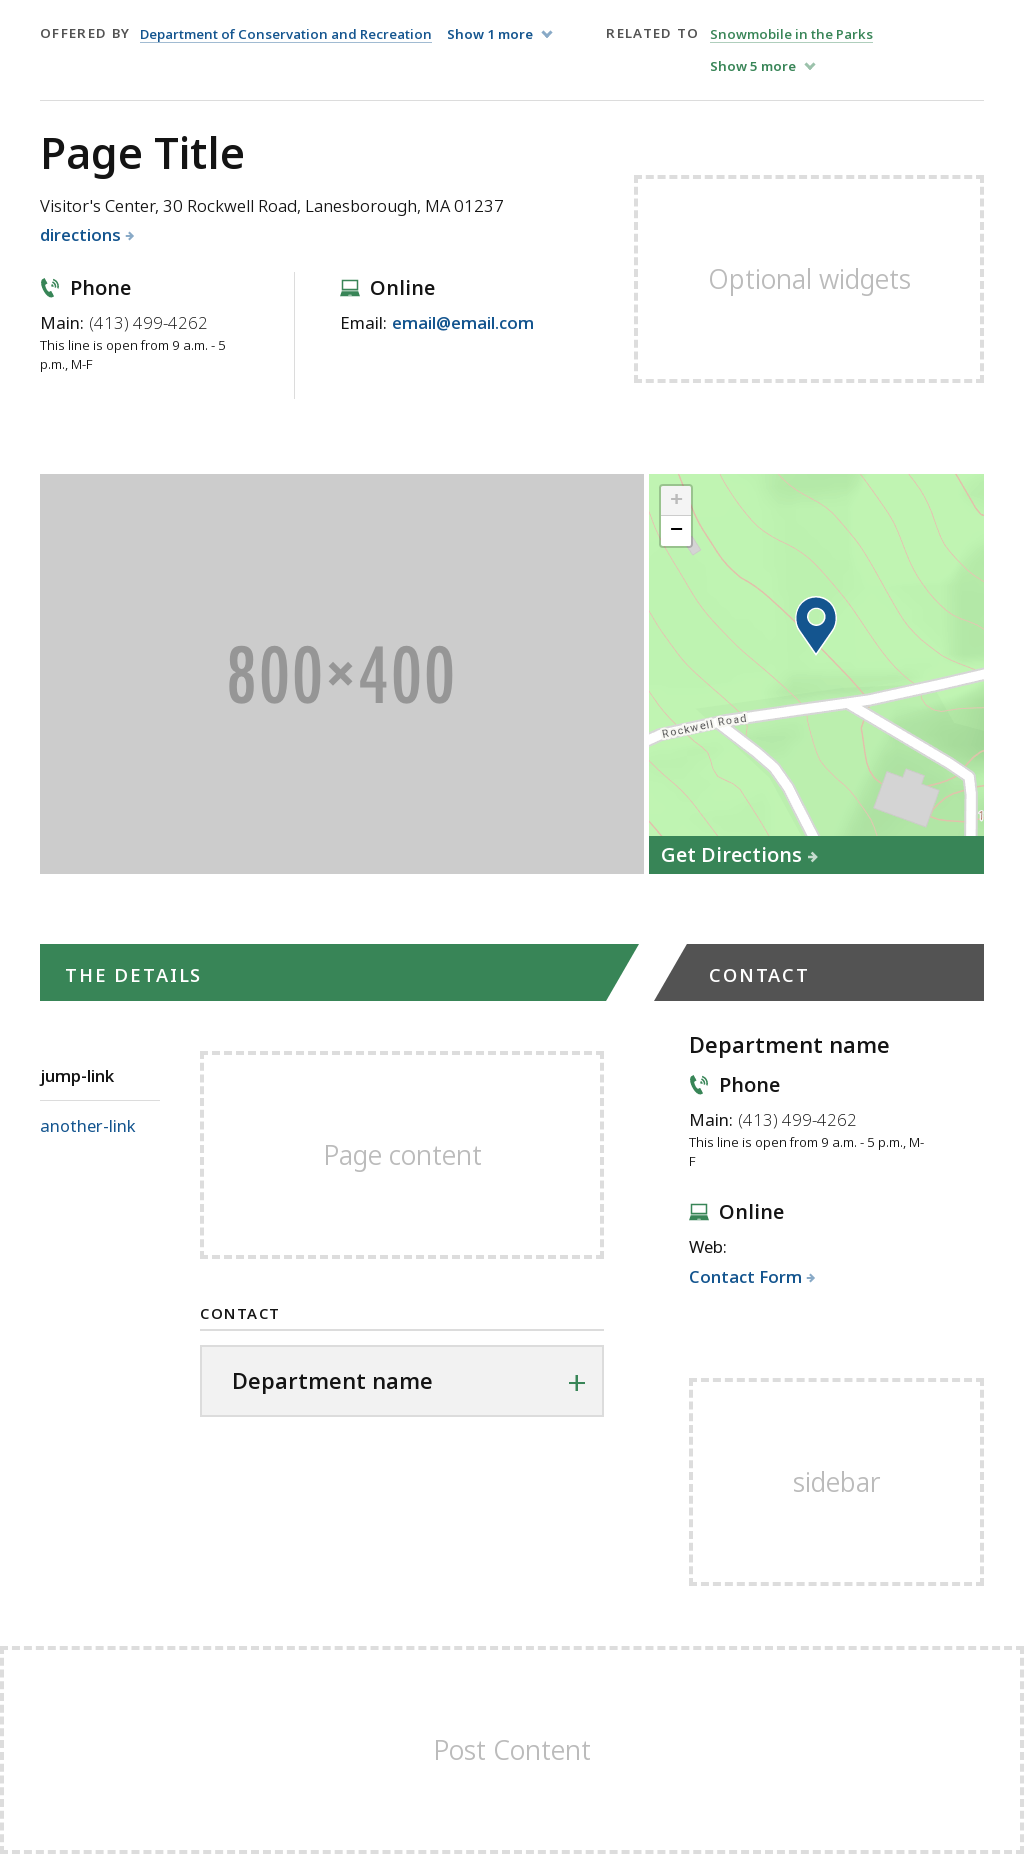 OFFERED BY Department of Conservation and Recreation Show 1 more
RELATED TO Snowmobile in the Parks
Show 5 more
Page Title
Visitor's Center, 30 Rockwell Road, Lanesborough, MA 01237
directions
Optional widgets
Phone
Main: (413) 499-4262
This line is open from 9 a.m. - 5
p.m., M-F
Online
Email: email@email.com
800×400
+
−
Rockwell Road
Get Directions
THE DETAILS
jump-link
another-link
Page content
CONTACT
Department name
+
CONTACT
Department name
Phone
Main: (413) 499-4262
This line is open from 9 a.m. - 5 p.m., M-
F
Online
Web:
Contact Form
sidebar
Post Content